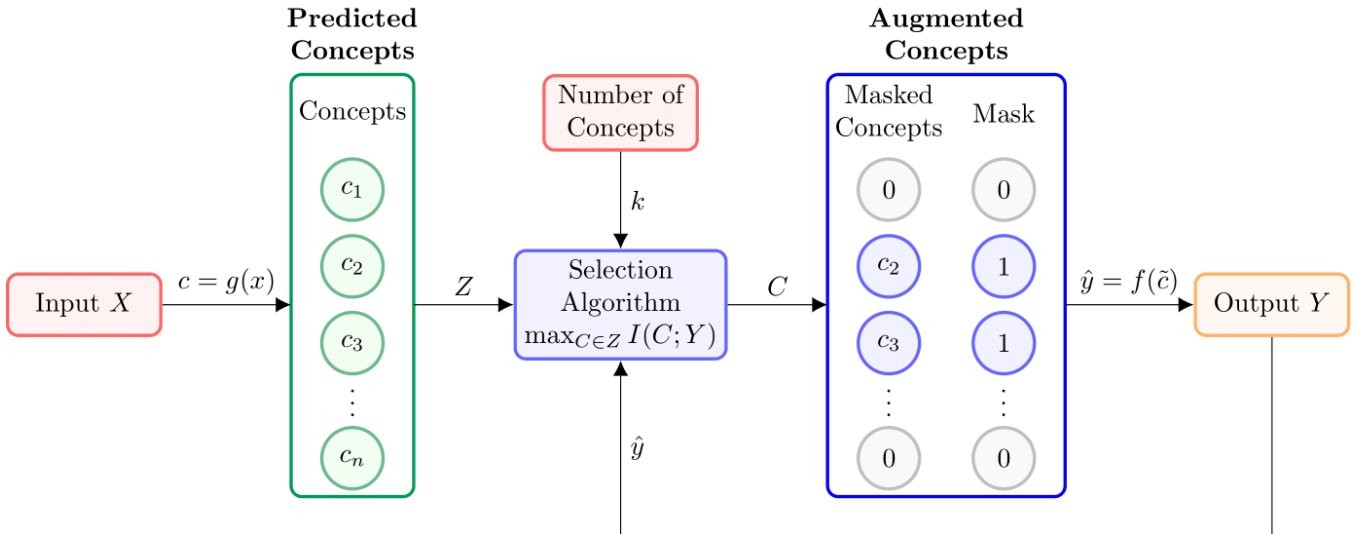 Predicted
Concepts
Augmented
Concepts
Concepts
Number of
Concepts
Masked
Concepts
Mask
c₁
c₂
c₃
⋮
cₙ
k
Input X
c = g(x)
Z
Selection
Algorithm
max_{C∈Z} I(C; Y)
C
0
0
c₂
1
c₃
1
⋮
⋮
0
0
ŷ = f(c̃)
Output Y
ŷ